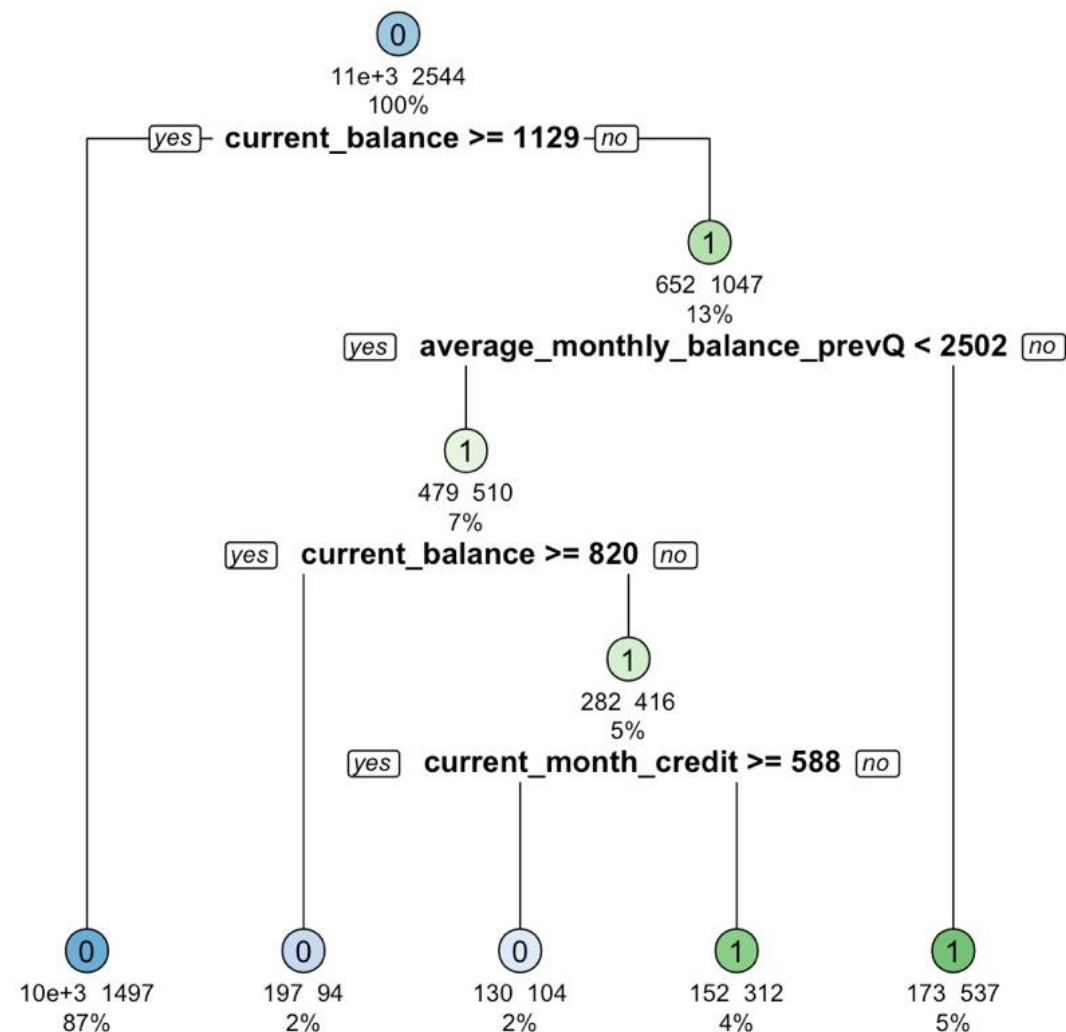 0
11e+3 2544
100%
yes current_balance >= 1129 no
1
652 1047
13%
yes average_monthly_balance_prevQ < 2502 no
1
479 510
7%
yes current_balance >= 820 no
1
282 416
5%
yes current_month_credit >= 588 no
0 0 0 1 1
10e+3 1497 197 94 130 104 152 312 173 537
87% 2% 2% 4% 5%